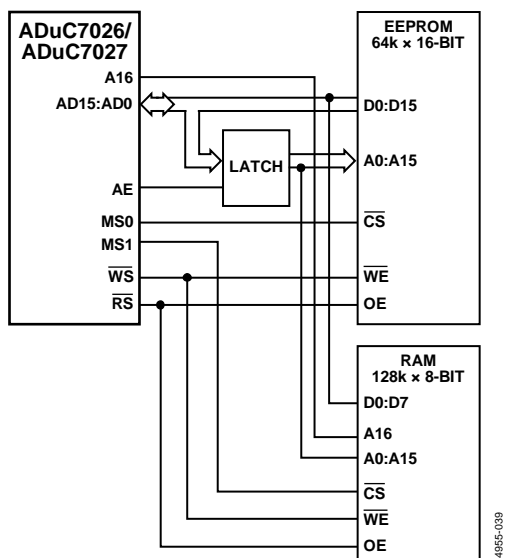 ADuC7026/
ADuC7027
A16
AD15:AD0
AE
MS0
MS1
WS
RS
LATCH
EEPROM
64k × 16-BIT
D0:D15
A0:A15
CS
WE
OE
RAM
128k × 8-BIT
D0:D7
A16
A0:A15
CS
WE
OE
4955-039